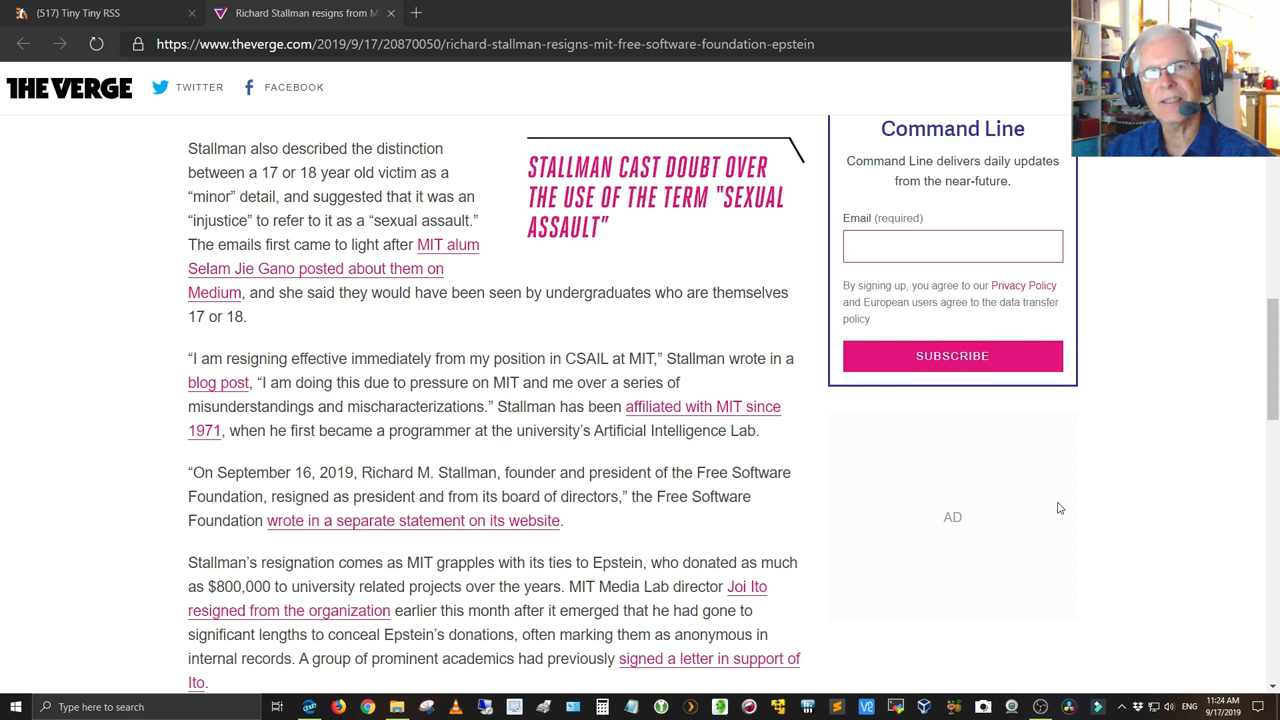 (517) Tiny Tiny RSS
Richard Stallman resigns from M
https://www.theverge.com/2019/9/17/20870050/richard-stallman-resigns-mit-free-software-foundation-epstein
THE VERGE TWITTER FACEBOOK
Stallman also described the distinction
between a 17 or 18 year old victim as a
“minor” detail, and suggested that it was an
“injustice” to refer to it as a “sexual assault.”
The emails first came to light after MIT alum
Selam Jie Gano posted about them on
Medium, and she said they would have been seen by undergraduates who are themselves
17 or 18.
STALLMAN CAST DOUBT OVER
THE USE OF THE TERM "SEXUAL
ASSAULT”
“I am resigning effective immediately from my position in CSAIL at MIT,” Stallman wrote in a
blog post, “I am doing this due to pressure on MIT and me over a series of
misunderstandings and mischaracterizations.” Stallman has been affiliated with MIT since
1971, when he first became a programmer at the university’s Artificial Intelligence Lab.
“On September 16, 2019, Richard M. Stallman, founder and president of the Free Software
Foundation, resigned as president and from its board of directors,” the Free Software
Foundation wrote in a separate statement on its website.
Stallman’s resignation comes as MIT grapples with its ties to Epstein, who donated as much
as $800,000 to university related projects over the years. MIT Media Lab director Joi Ito
resigned from the organization earlier this month after it emerged that he had gone to
significant lengths to conceal Epstein’s donations, often marking them as anonymous in
internal records. A group of prominent academics had previously signed a letter in support of
Ito.
Command Line
Command Line delivers daily updates
from the near-future.
Email (required)
By signing up, you agree to our Privacy Policy
and European users agree to the data transfer
policy.
SUBSCRIBE
AD
Type here to search
ENG
11:24 AM
9/17/2019